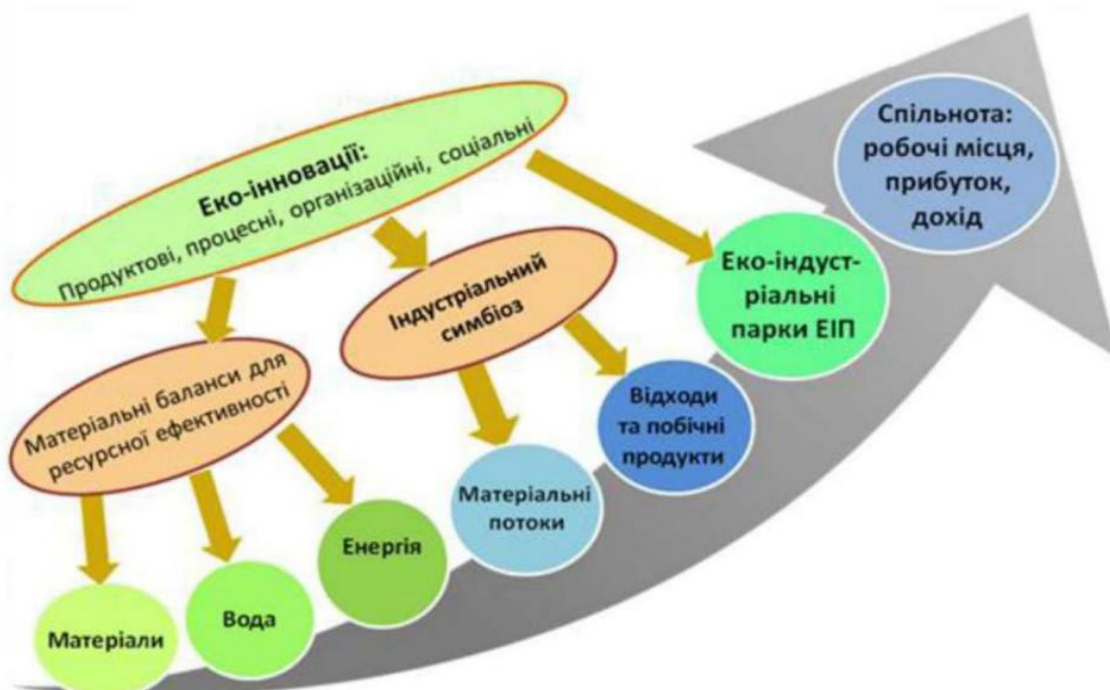 Еко-інновації:
Продуктові, процесні, організаційні, соціальні
Матеріальні баланси для
ресурсної ефективності
Індустріальний
симбіоз
Матеріали
Вода
Енергія
Матеріальні
потоки
Відходи
та побічні
продукти
Еко-індуст-
ріальні
парки ЕІП
Спільнота:
робочі місця,
прибуток,
дохід